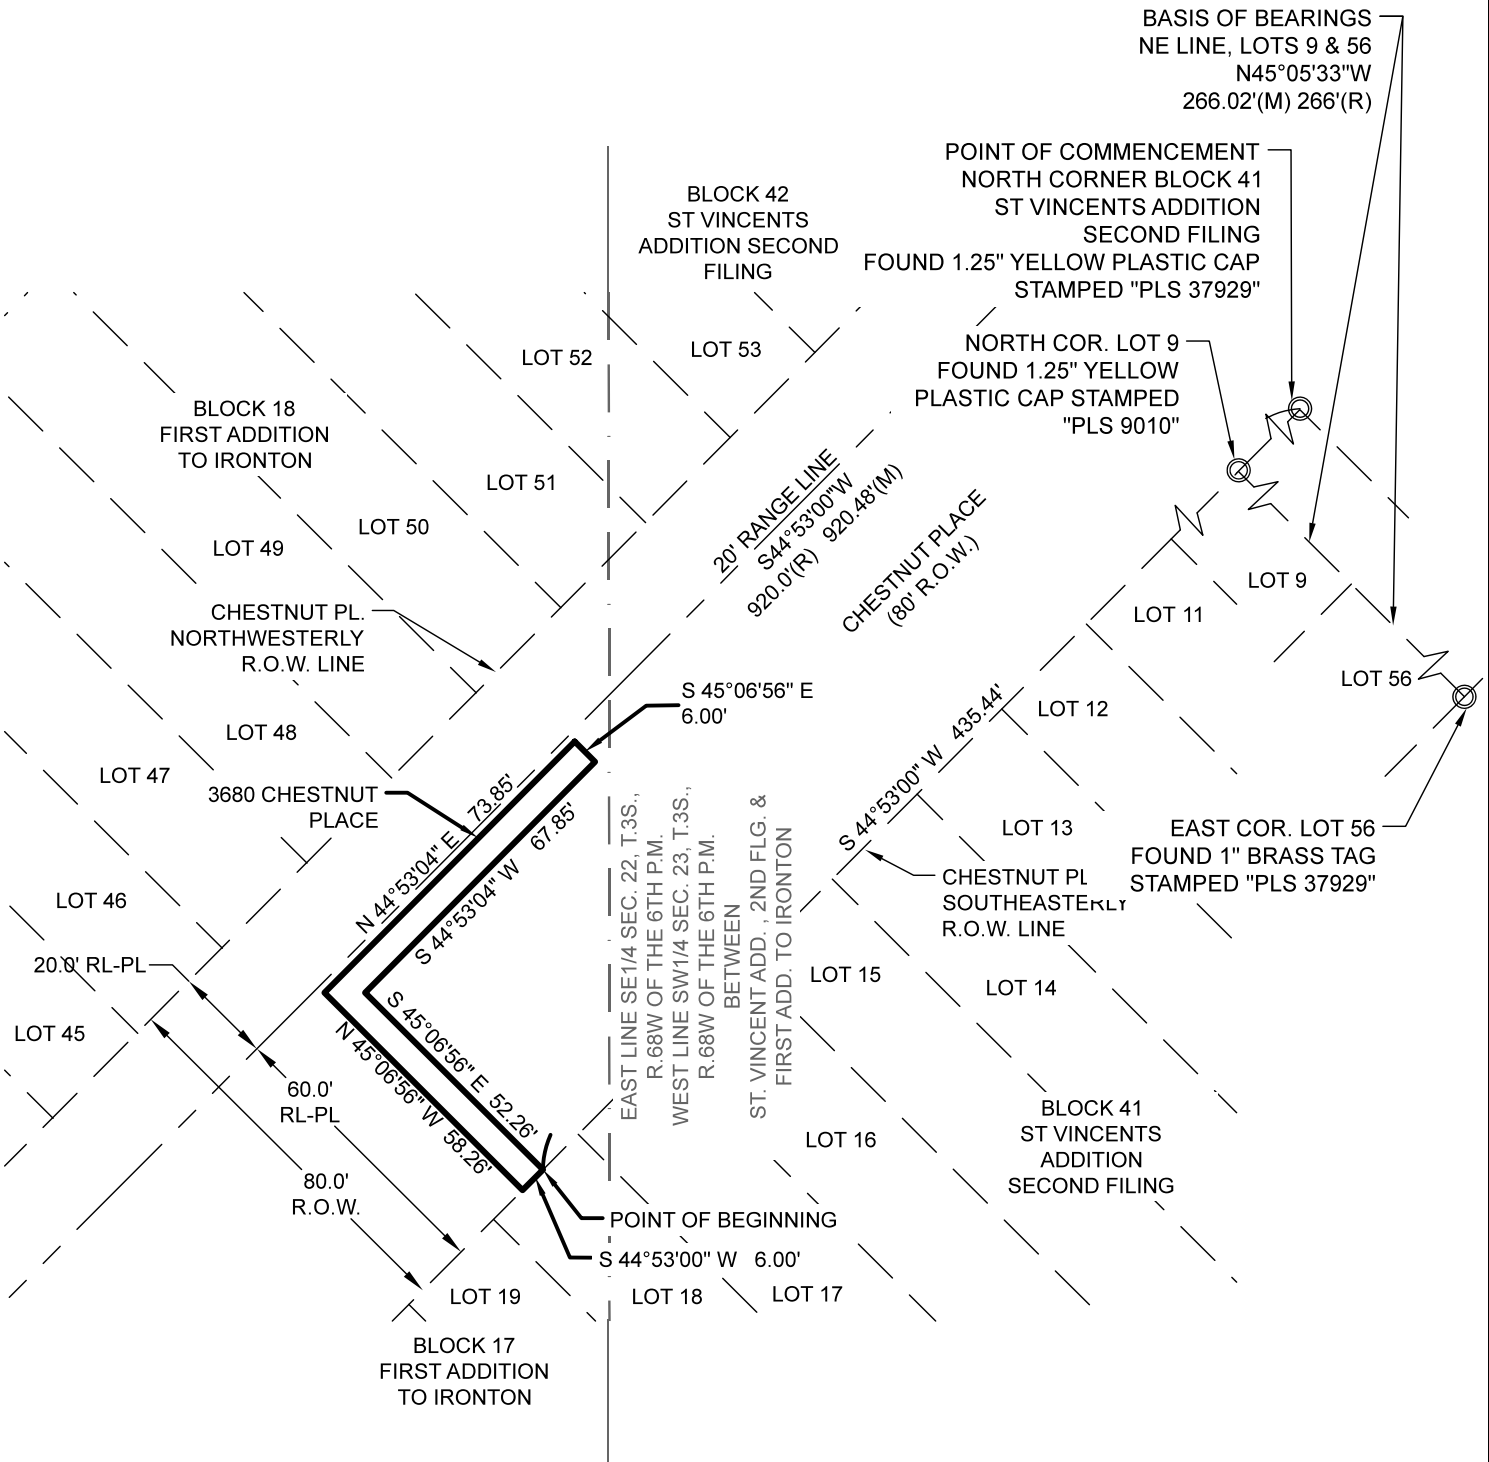 BASIS OF BEARINGS
NE LINE, LOTS 9 & 56
N45°05'33"W
266.02'(M) 266'(R)
POINT OF COMMENCEMENT
NORTH CORNER BLOCK 41
ST VINCENTS ADDITION
SECOND FILING
FOUND 1.25" YELLOW PLASTIC CAP
STAMPED "PLS 37929"
BLOCK 42
ST VINCENTS
ADDITION SECOND
FILING
NORTH COR. LOT 9
FOUND 1.25" YELLOW
PLASTIC CAP STAMPED
"PLS 9010"
LOT 52
LOT 53
BLOCK 18
FIRST ADDITION
TO IRONTON
LOT 51
LOT 50
LOT 49
20' RANGE LINE
S44°53'00"W
920.0'(R) 920.48'(M)
CHESTNUT PLACE
(80' R.O.W.)
LOT 9
LOT 11
CHESTNUT PL.
NORTHWESTERLY
R.O.W. LINE
LOT 56
S 45°06'56" E
6.00'
LOT 12
LOT 48
LOT 47
3680 CHESTNUT
PLACE
N 44°53'04" E 73.85'
S 44°53'04" W 67.85'
S 44°53'00" W 435.44'
LOT 13
EAST COR. LOT 56
FOUND 1" BRASS TAG
STAMPED "PLS 37929"
CHESTNUT PL
SOUTHEASTERLY
R.O.W. LINE
EAST LINE SE1/4 SEC. 22, T.3S.,
R.68W OF THE 6TH P.M.
WEST LINE SW1/4 SEC. 23, T.3S.,
R.68W OF THE 6TH P.M.
BETWEEN
ST. VINCENT ADD. , 2ND FLG. &
FIRST ADD. TO IRONTON
LOT 46
20.0' RL-PL
LOT 45
LOT 15
LOT 14
S 45°06'56" E 52.26'
N 45°06'56" W 58.26'
60.0'
RL-PL
80.0'
R.O.W.
LOT 16
BLOCK 41
ST VINCENTS
ADDITION
SECOND FILING
POINT OF BEGINNING
S 44°53'00" W 6.00'
LOT 19
LOT 18
LOT 17
BLOCK 17
FIRST ADDITION
TO IRONTON